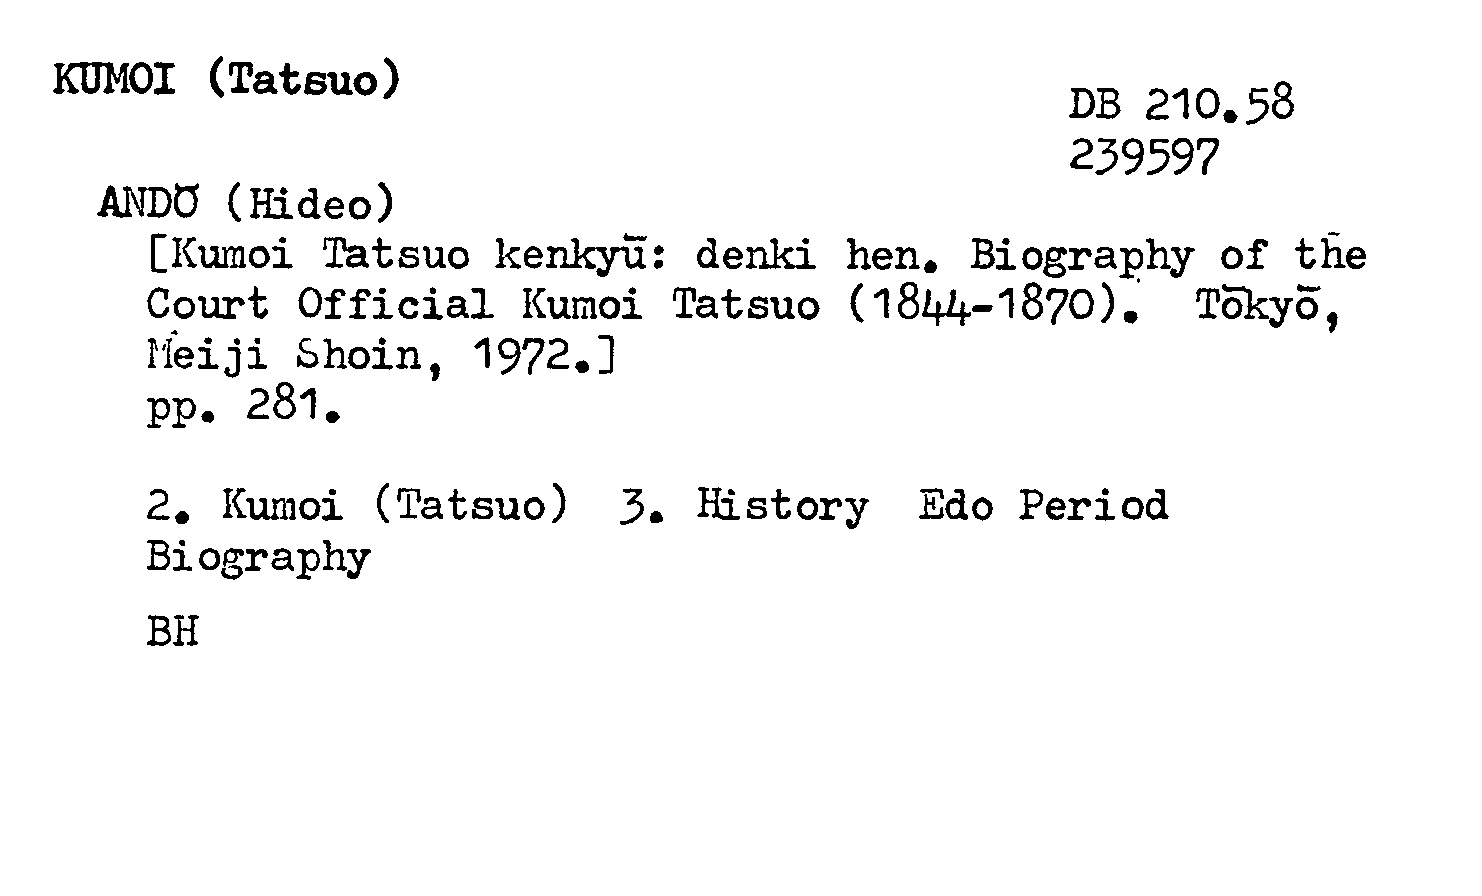 KUMOI (Tatsuo)
DB 210.58
239597
ANDŌ (Hideo)
[Kumoi Tatsuo kenkyū: denki hen. Biography of the
Court Official Kumoi Tatsuo (1844-1870). Tōkyō,
Meiji Shoin, 1972.]
pp. 281.
2. Kumoi (Tatsuo) 3. History Edo Period
Biography
BH